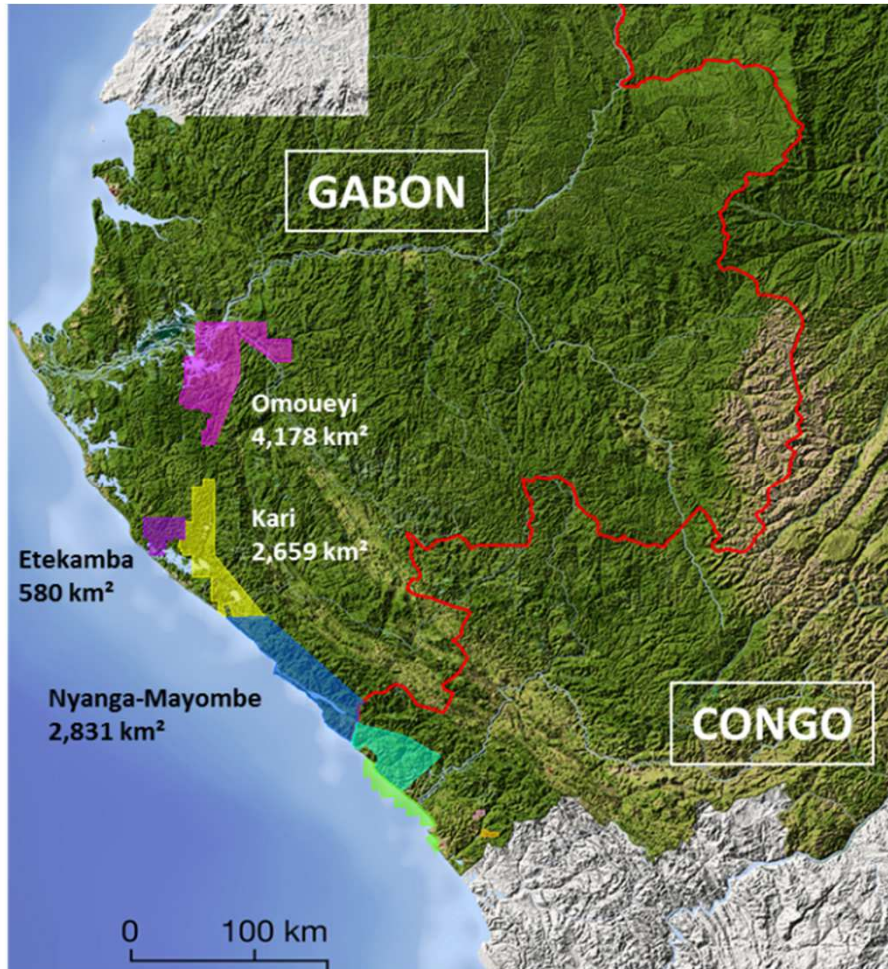 GABON
Omoueyi
4,178 km²
Kari
2,659 km²
Etekamba
580 km²
Nyanga-Mayombe
2,831 km²
CONGO
0 100 km